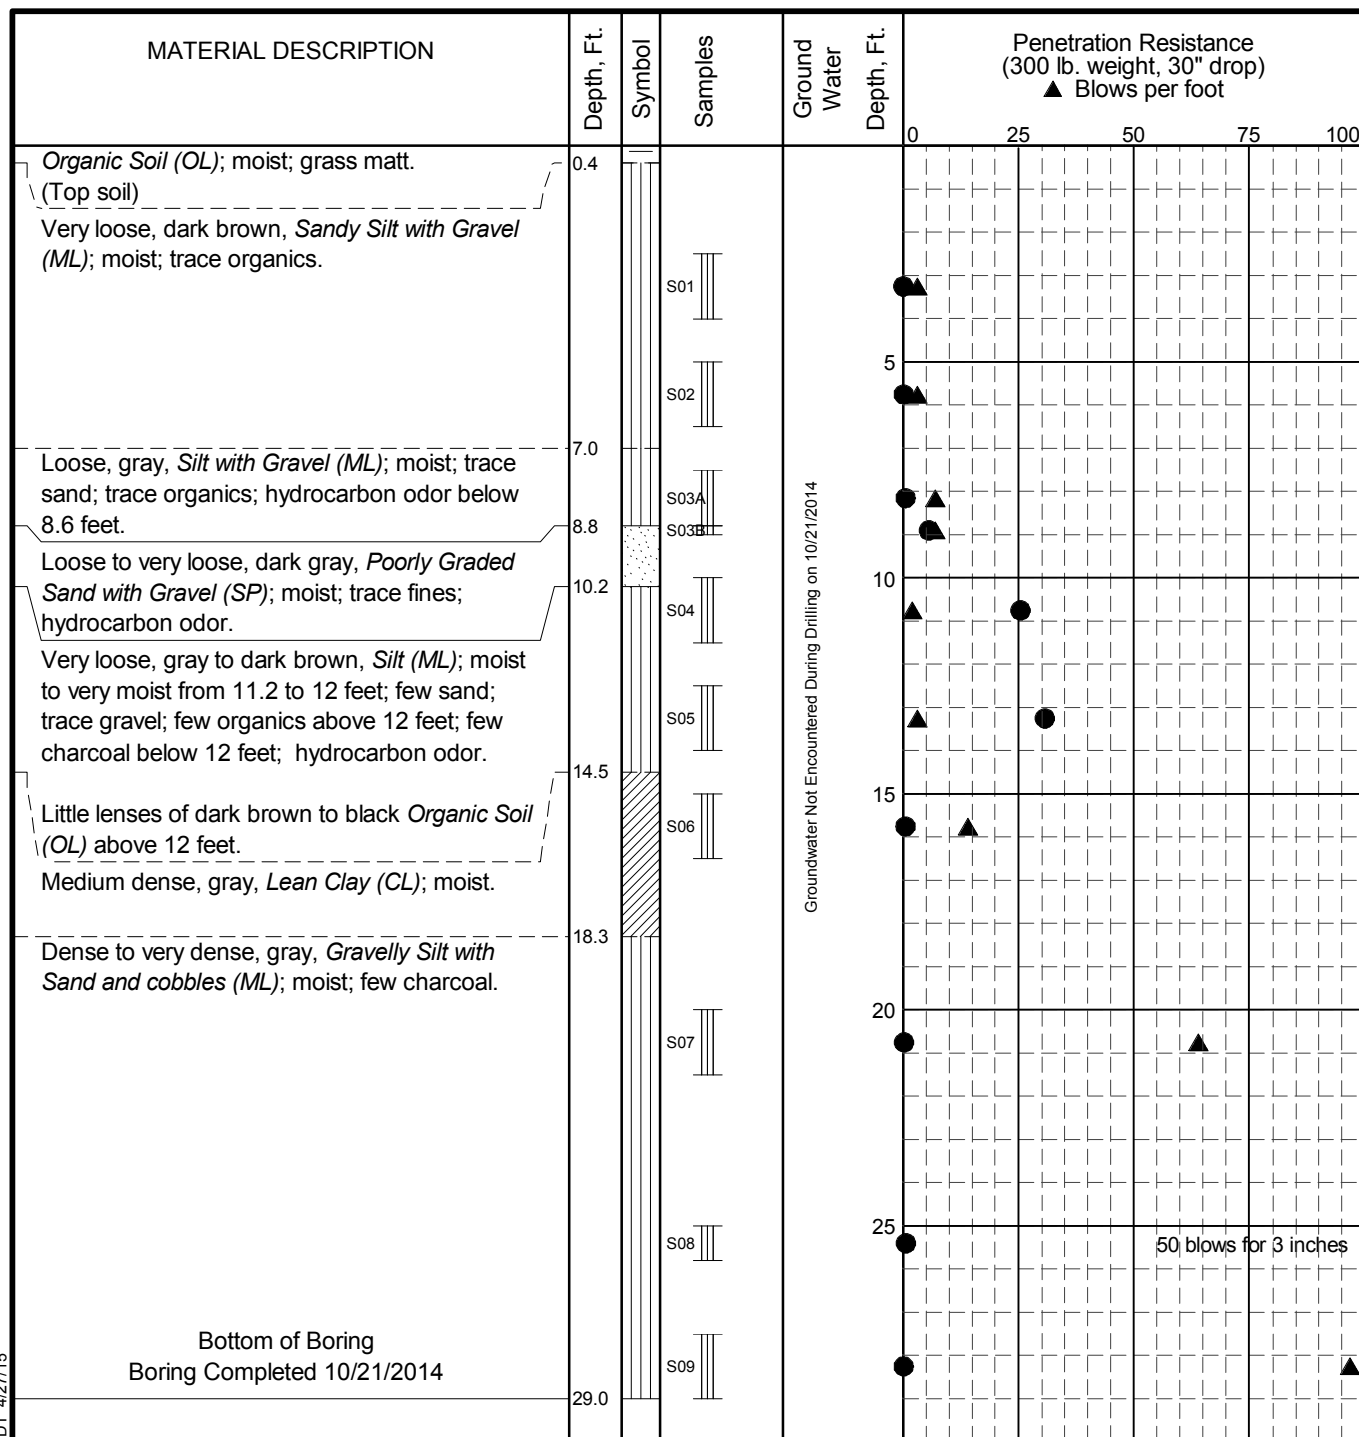 MATERIAL DESCRIPTION
Depth, Ft.
Symbol
Samples
Ground
Water
Depth, Ft.
Penetration Resistance
(300 lb. weight, 30" drop)
▲ Blows per foot
0 25 50 75 100
Organic Soil (OL); moist; grass matt.
(Top soil)
0.4
Very loose, dark brown, Sandy Silt with Gravel
(ML); moist; trace organics.
S01
5
S02
7.0
Loose, gray, Silt with Gravel (ML); moist; trace
sand; trace organics; hydrocarbon odor below
8.6 feet.
S03A
8.8
S03B
Loose to very loose, dark gray, Poorly Graded
Sand with Gravel (SP); moist; trace fines;
hydrocarbon odor.
10
10.2
S04
Very loose, gray to dark brown, Silt (ML); moist
to very moist from 11.2 to 12 feet; few sand;
trace gravel; few organics above 12 feet; few
charcoal below 12 feet; hydrocarbon odor.
S05
14.5
Little lenses of dark brown to black Organic Soil
(OL) above 12 feet.
15
S06
Medium dense, gray, Lean Clay (CL); moist.
18.3
Dense to very dense, gray, Gravelly Silt with
Sand and cobbles (ML); moist; few charcoal.
Groundwater Not Encountered During Drilling on 10/21/2014
20
S07
25
S08
50 blows for 3 inches
Bottom of Boring
Boring Completed 10/21/2014
S09
29.0
4/27/15